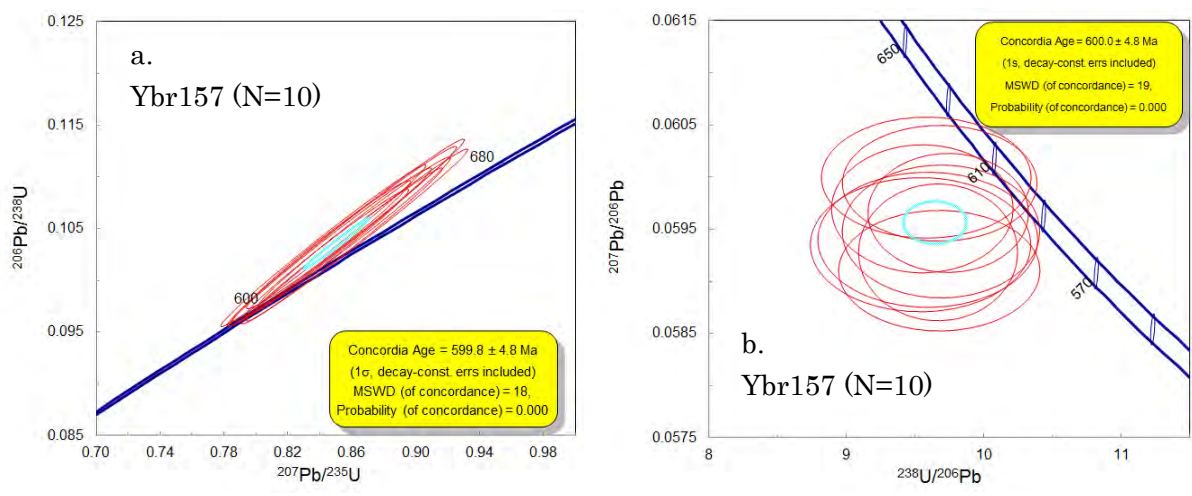 0.125
0.115
0.105
0.095
0.085
206Pb/238U
a.
Ybr157 (N=10)
680
600
Concordia Age = 599.8 ± 4.8 Ma
(1σ, decay-const. errs included)
MSWD (of concordance) = 18,
Probability (of concordance) = 0.000
0.70 0.74 0.78 0.82 0.86 0.90 0.94 0.98
207Pb/235U
0.0615
0.0605
0.0595
0.0585
0.0575
207Pb/206Pb
650
610
570
Concordia Age = 600.0 ± 4.8 Ma
(1s, decay-const. errs included)
MSWD (of concordance) = 19,
Probability (of concordance) = 0.000
b.
Ybr157 (N=10)
8 9 10 11
238U/206Pb